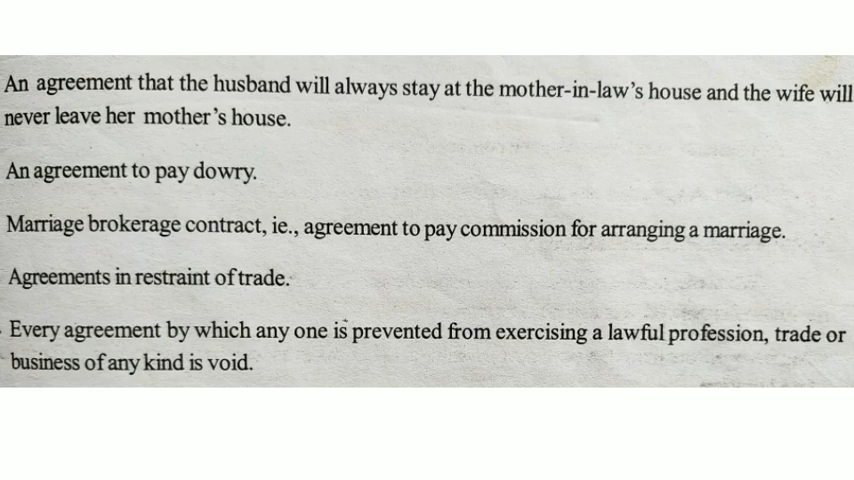 An agreement that the husband will always stay at the mother-in-law's house and the wife will
never leave her mother's house.
An agreement to pay dowry.
Marriage brokerage contract, ie., agreement to pay commission for arranging a marriage.
Agreements in restraint of trade.
Every agreement by which any one is prevented from exercising a lawful profession, trade or
business of any kind is void.